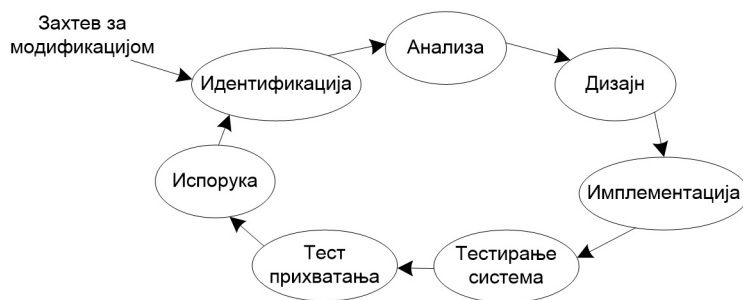 Захтев за
модификацијом
Идентификација
Анализа
Дизајн
Имплементација
Тестирање
система
Тест
прихватања
Испорука